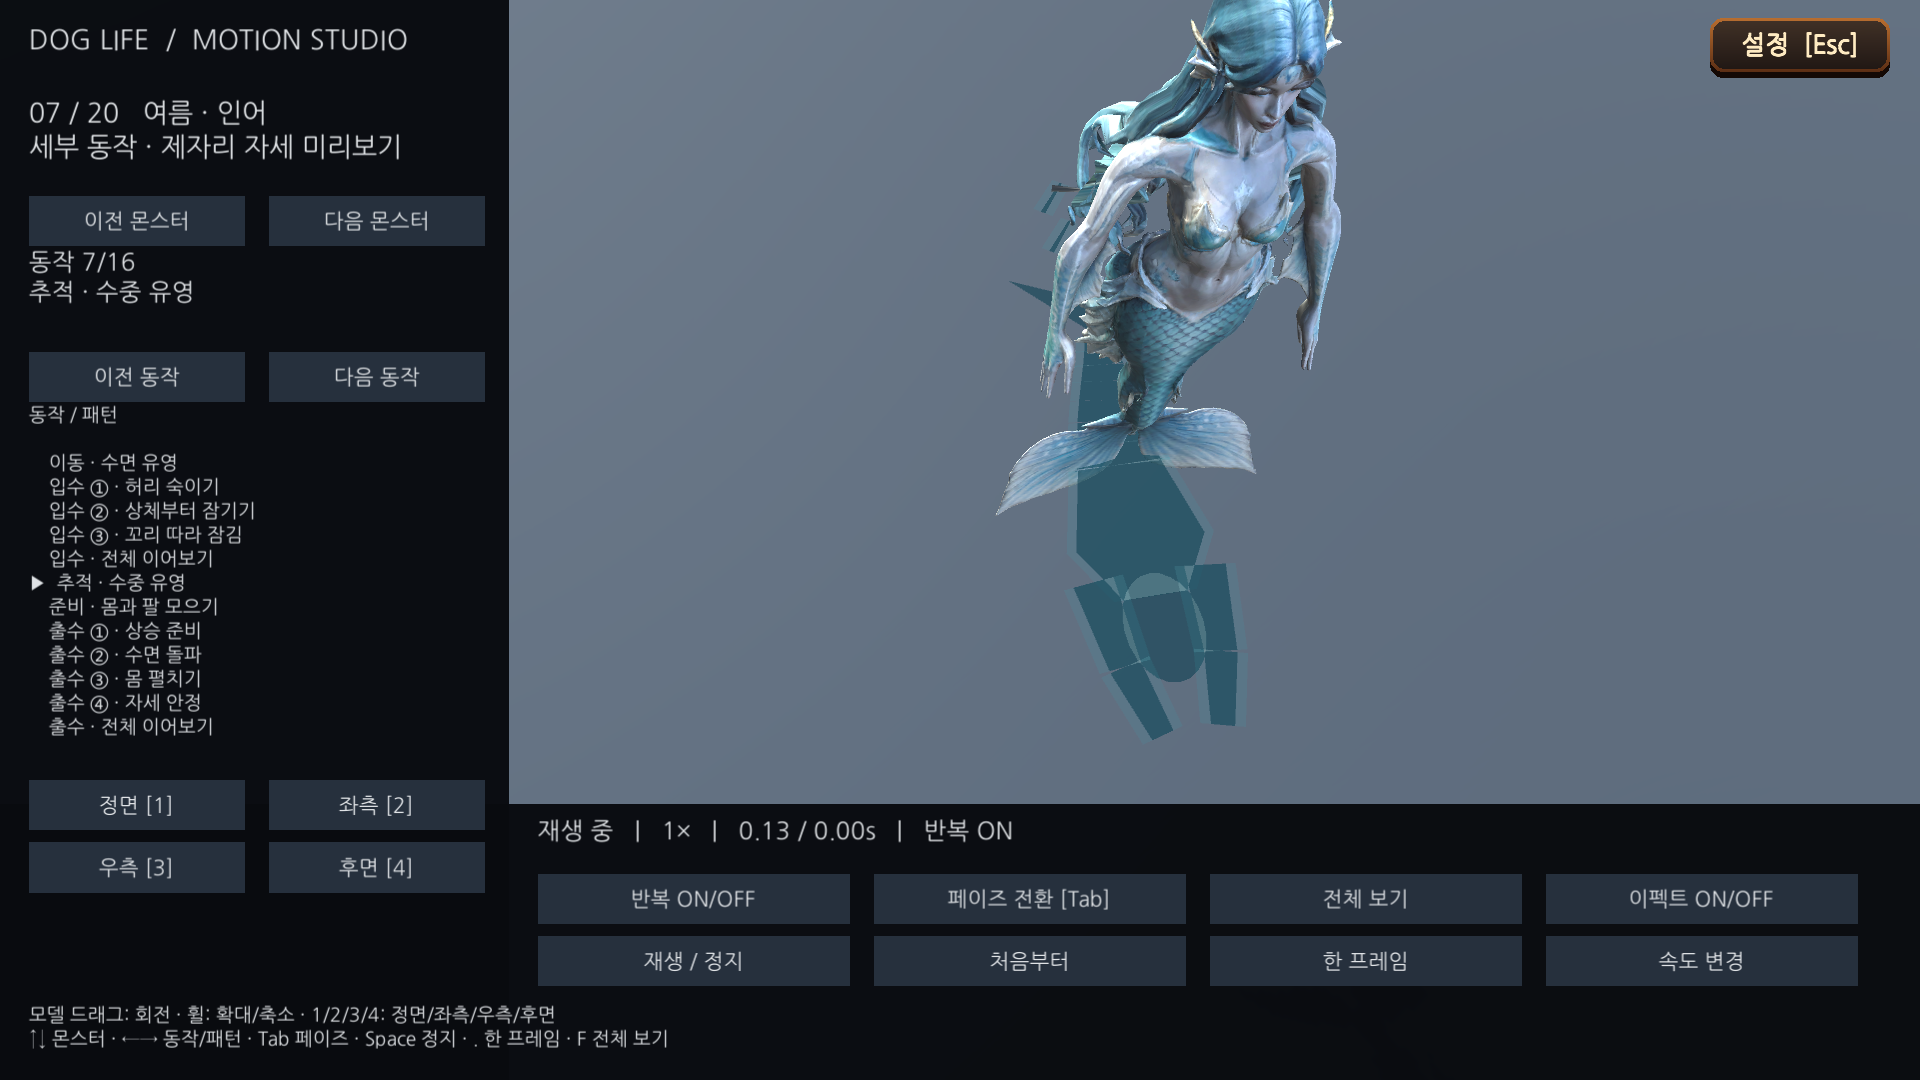 DOG LIFE / MOTION STUDIO
설정 [Esc]
07 / 20 여름 · 인어
세부 동작 · 제자리 자세 미리보기
이전 몬스터
다음 몬스터
동작 7/16
추적 · 수중 유영
이전 동작
다음 동작
동작 / 패턴
이동 · 수면 유영
입수 ① · 허리 숙이기
입수 ② · 상체부터 잠기기
입수 ③ · 꼬리 따라 잠김
입수 · 전체 이어보기
▶ 추적 · 수중 유영
준비 · 몸과 팔 모으기
출수 ① · 상승 준비
출수 ② · 수면 돌파
출수 ③ · 몸 펼치기
출수 ④ · 자세 안정
출수 · 전체 이어보기
정면 [1]
좌측 [2]
우측 [3]
후면 [4]
재생 중 | 1× | 0.13 / 0.00s | 반복 ON
반복 ON/OFF
페이즈 전환 [Tab]
전체 보기
이펙트 ON/OFF
재생 / 정지
처음부터
한 프레임
속도 변경
모델 드래그: 회전 · 휠: 확대/축소 · 1/2/3/4: 정면/좌측/우측/후면
↑↓ 몬스터 · ←→ 동작/패턴 · Tab 페이즈 · Space 정지 · . 한 프레임 · F 전체 보기